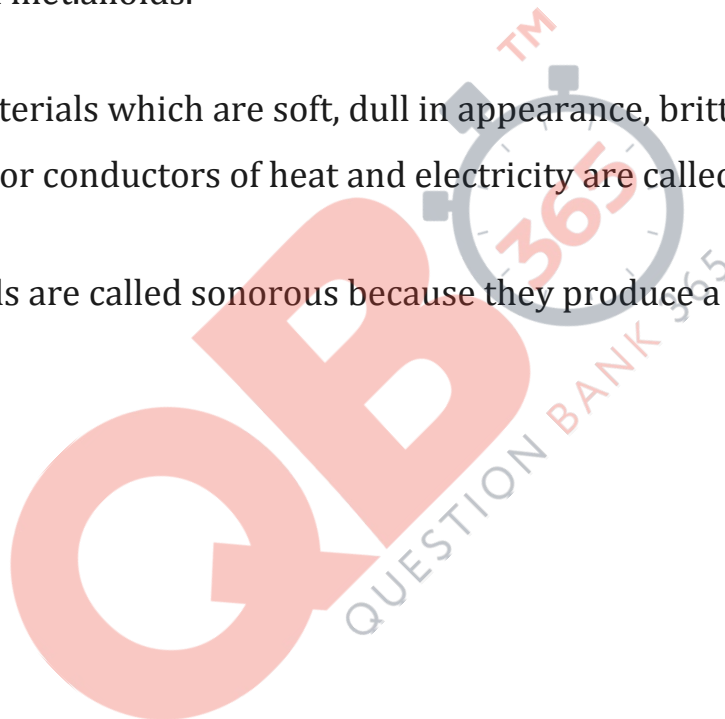 terials which are soft, dull in appearance, britt
or conductors of heat and electricity are called
ls are called sonorous because they produce a
TM
365
QB
QUESTION BANK 365